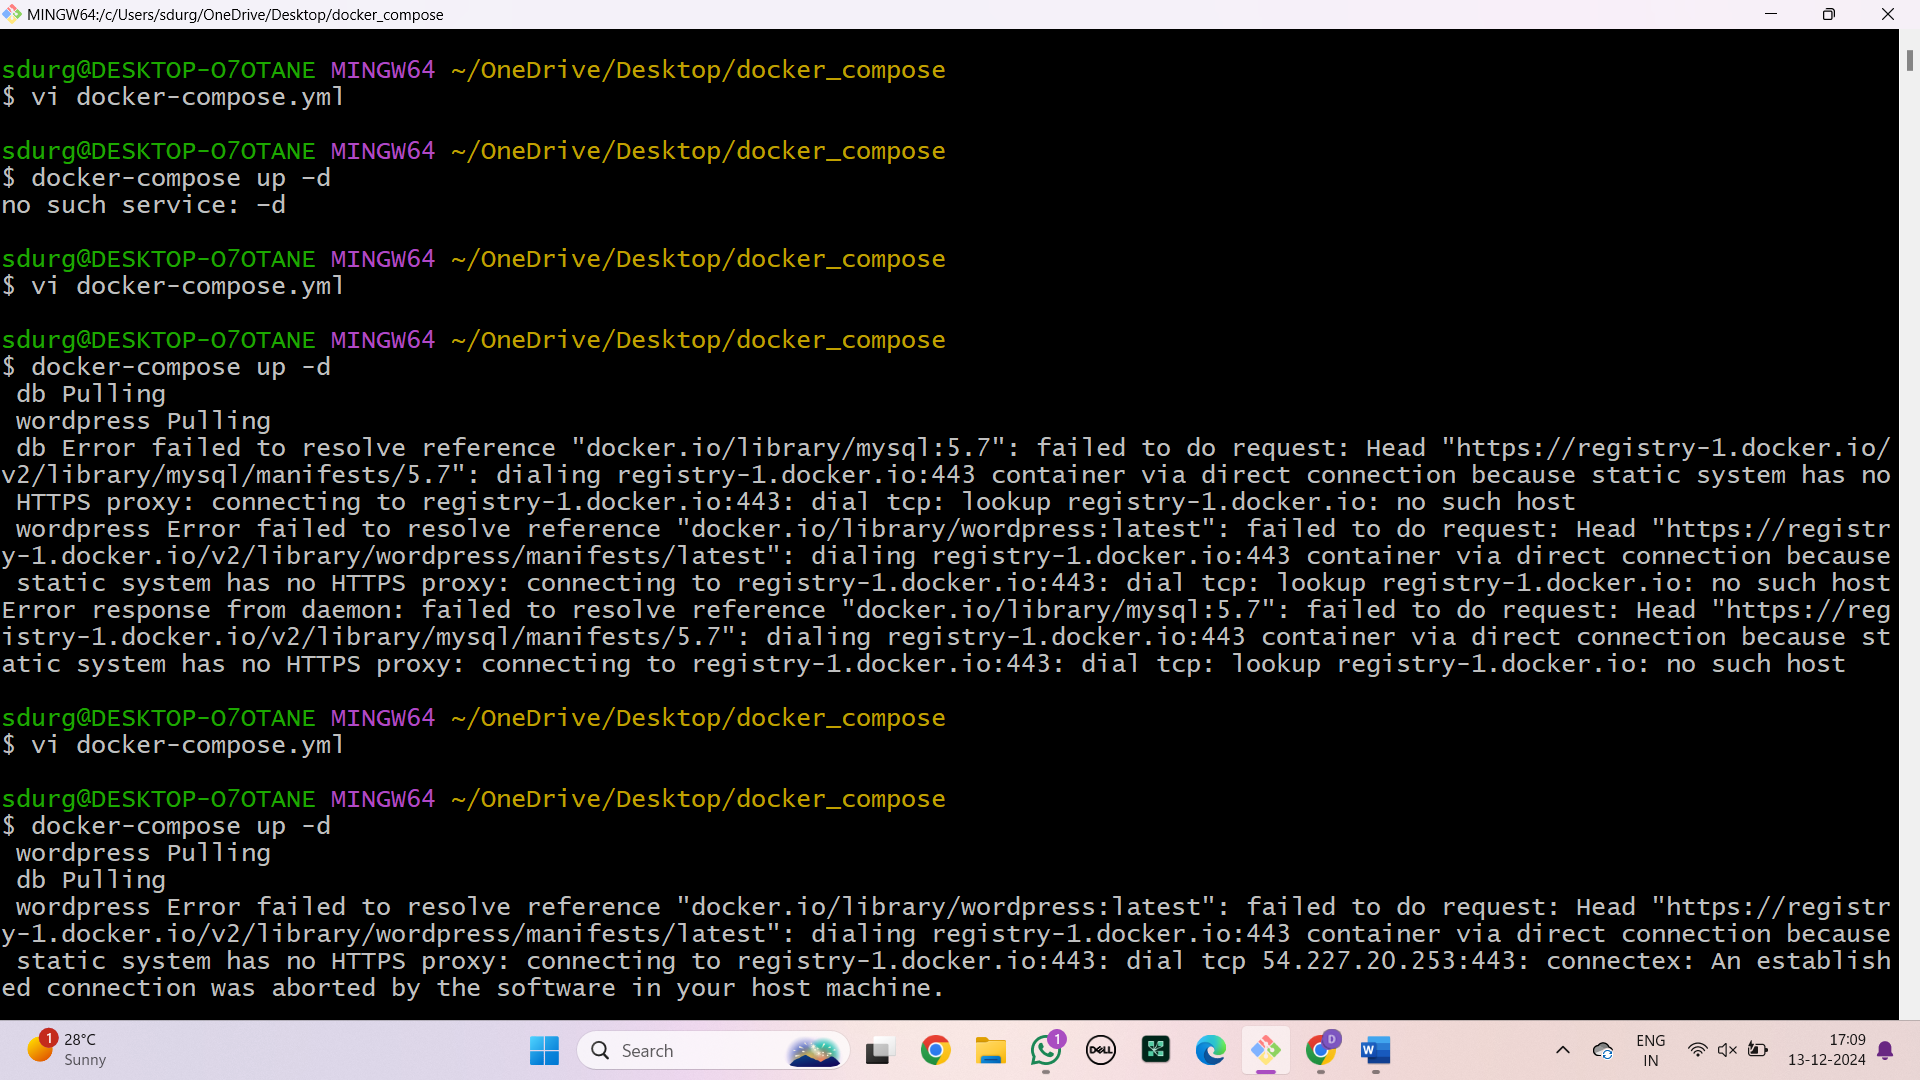 MINGW64:/c/Users/sdurg/OneDrive/Desktop/docker_compose
sdurg@DESKTOP-O7OTANE MINGW64 ~/OneDrive/Desktop/docker_compose
$ vi docker-compose.yml
sdurg@DESKTOP-O7OTANE MINGW64 ~/OneDrive/Desktop/docker_compose
$ docker-compose up -d
no such service: -d
sdurg@DESKTOP-O7OTANE MINGW64 ~/OneDrive/Desktop/docker_compose
$ vi docker-compose.yml
sdurg@DESKTOP-O7OTANE MINGW64 ~/OneDrive/Desktop/docker_compose
$ docker-compose up -d
db Pulling
wordpress Pulling
db Error failed to resolve reference "docker.io/library/mysql:5.7": failed to do request: Head "https://registry-1.docker.io/
v2/library/mysql/manifests/5.7": dialing registry-1.docker.io:443 container via direct connection because static system has no
HTTPS proxy: connecting to registry-1.docker.io:443: dial tcp: lookup registry-1.docker.io: no such host
wordpress Error failed to resolve reference "docker.io/library/wordpress:latest": failed to do request: Head "https://registr
y-1.docker.io/v2/library/wordpress/manifests/latest": dialing registry-1.docker.io:443 container via direct connection because
static system has no HTTPS proxy: connecting to registry-1.docker.io:443: dial tcp: lookup registry-1.docker.io: no such host
Error response from daemon: failed to resolve reference "docker.io/library/mysql:5.7": failed to do request: Head "https://reg
istry-1.docker.io/v2/library/mysql/manifests/5.7": dialing registry-1.docker.io:443 container via direct connection because st
atic system has no HTTPS proxy: connecting to registry-1.docker.io:443: dial tcp: lookup registry-1.docker.io: no such host
sdurg@DESKTOP-O7OTANE MINGW64 ~/OneDrive/Desktop/docker_compose
$ vi docker-compose.yml
sdurg@DESKTOP-O7OTANE MINGW64 ~/OneDrive/Desktop/docker_compose
$ docker-compose up -d
wordpress Pulling
db Pulling
wordpress Error failed to resolve reference "docker.io/library/wordpress:latest": failed to do request: Head "https://registr
y-1.docker.io/v2/library/wordpress/manifests/latest": dialing registry-1.docker.io:443 container via direct connection because
static system has no HTTPS proxy: connecting to registry-1.docker.io:443: dial tcp 54.227.20.253:443: connectex: An establish
ed connection was aborted by the software in your host machine.
1
28°C
Sunny
Search
1
DELL
D
W
ENG
IN
17:09
13-12-2024